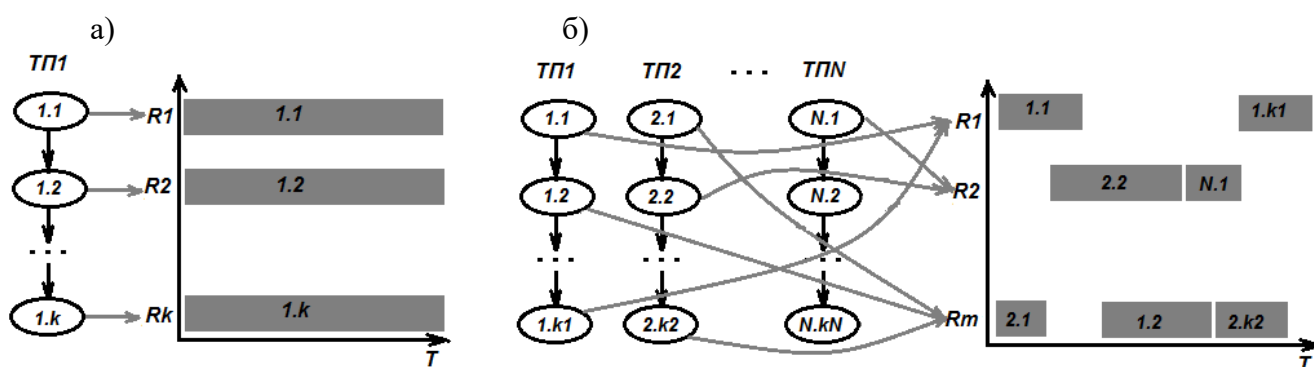 а)
ТП1
1.1
1.2
...
1.k
R1
R2
Rk
1.1
1.2
1.k
T
б)
ТП1 ТП2 ... ТПN
1.1 2.1 N.1
1.2 2.2 N.2
... ... ...
1.k1 2.k2 N.kN
R1
R2
Rm
1.1 1.k1
2.2 N.1
2.1 1.2 2.k2
T